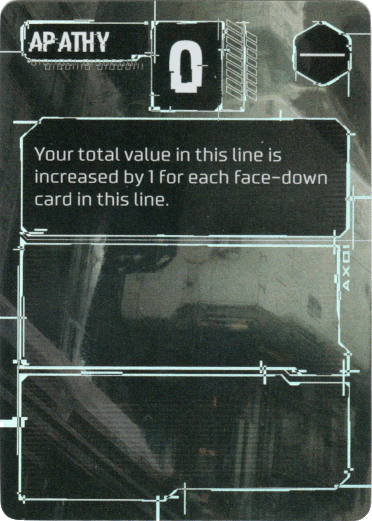 APATHY
0
Your total value in this line is
increased by 1 for each face-down
card in this line.
AX01